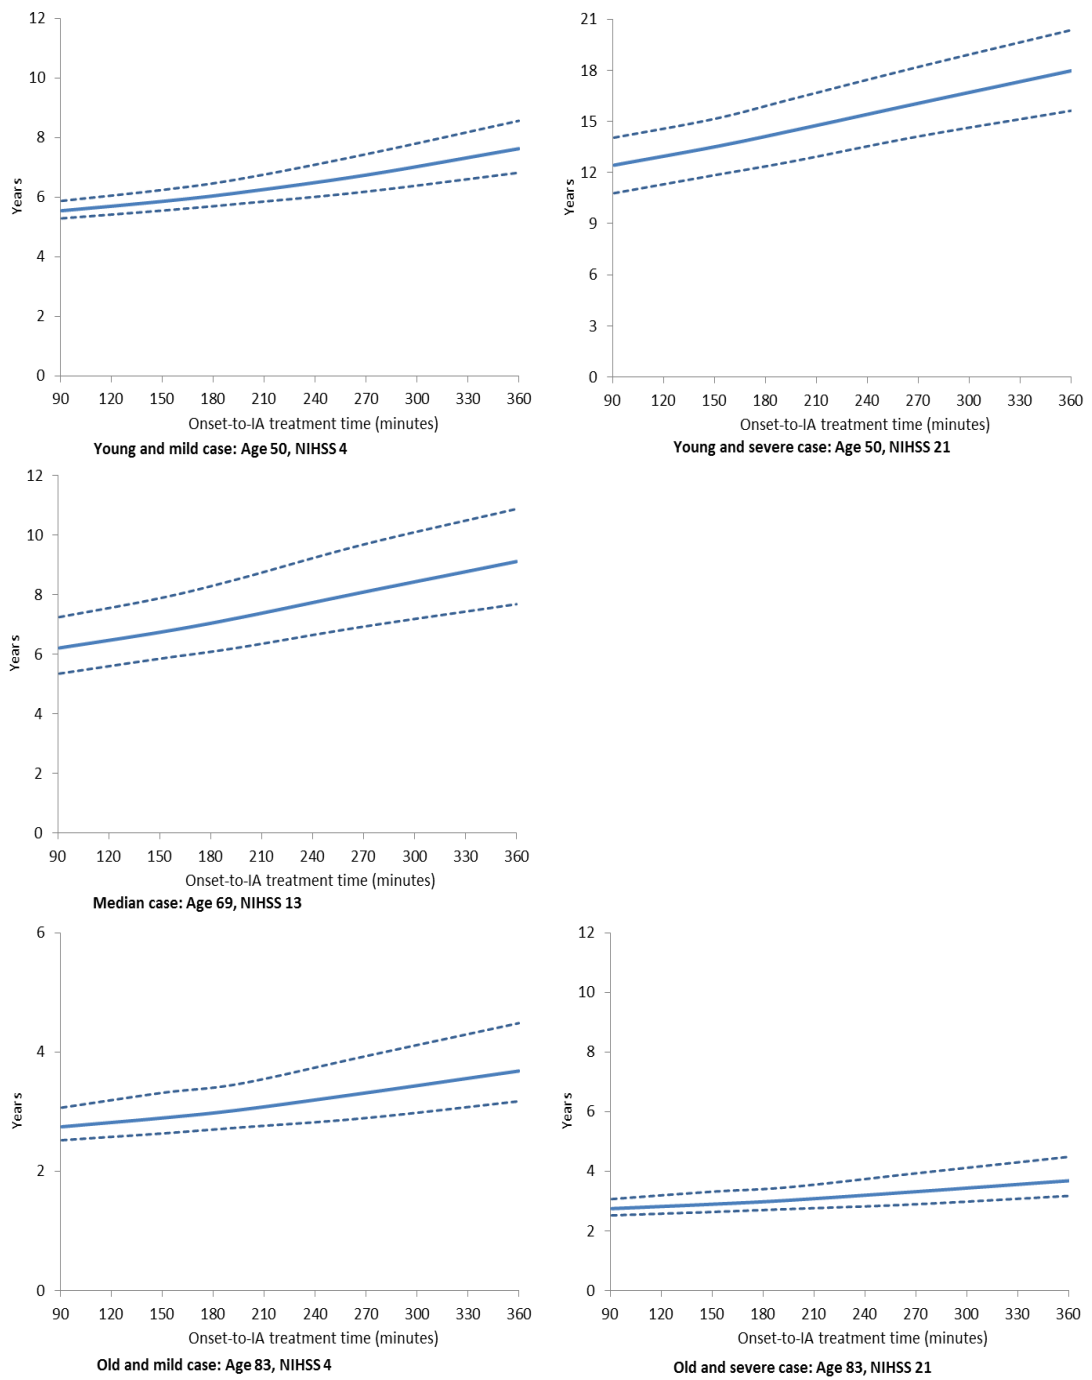 12
10
8
6
4
2
0
Years
90 120 150 180 210 240 270 300 330 360
Onset-to-IA treatment time (minutes)
Young and mild case: Age 50, NIHSS 4
21
18
15
12
9
6
3
0
Years
90 120 150 180 210 240 270 300 330 360
Onset-to-IA treatment time (minutes)
Young and severe case: Age 50, NIHSS 21
12
10
8
6
4
2
0
Years
90 120 150 180 210 240 270 300 330 360
Onset-to-IA treatment time (minutes)
Median case: Age 69, NIHSS 13
6
4
2
0
Years
90 120 150 180 210 240 270 300 330 360
Onset-to-IA treatment time (minutes)
Old and mild case: Age 83, NIHSS 4
12
10
8
6
4
2
0
Years
90 120 150 180 210 240 270 300 330 360
Onset-to-IA treatment time (minutes)
Old and severe case: Age 83, NIHSS 21